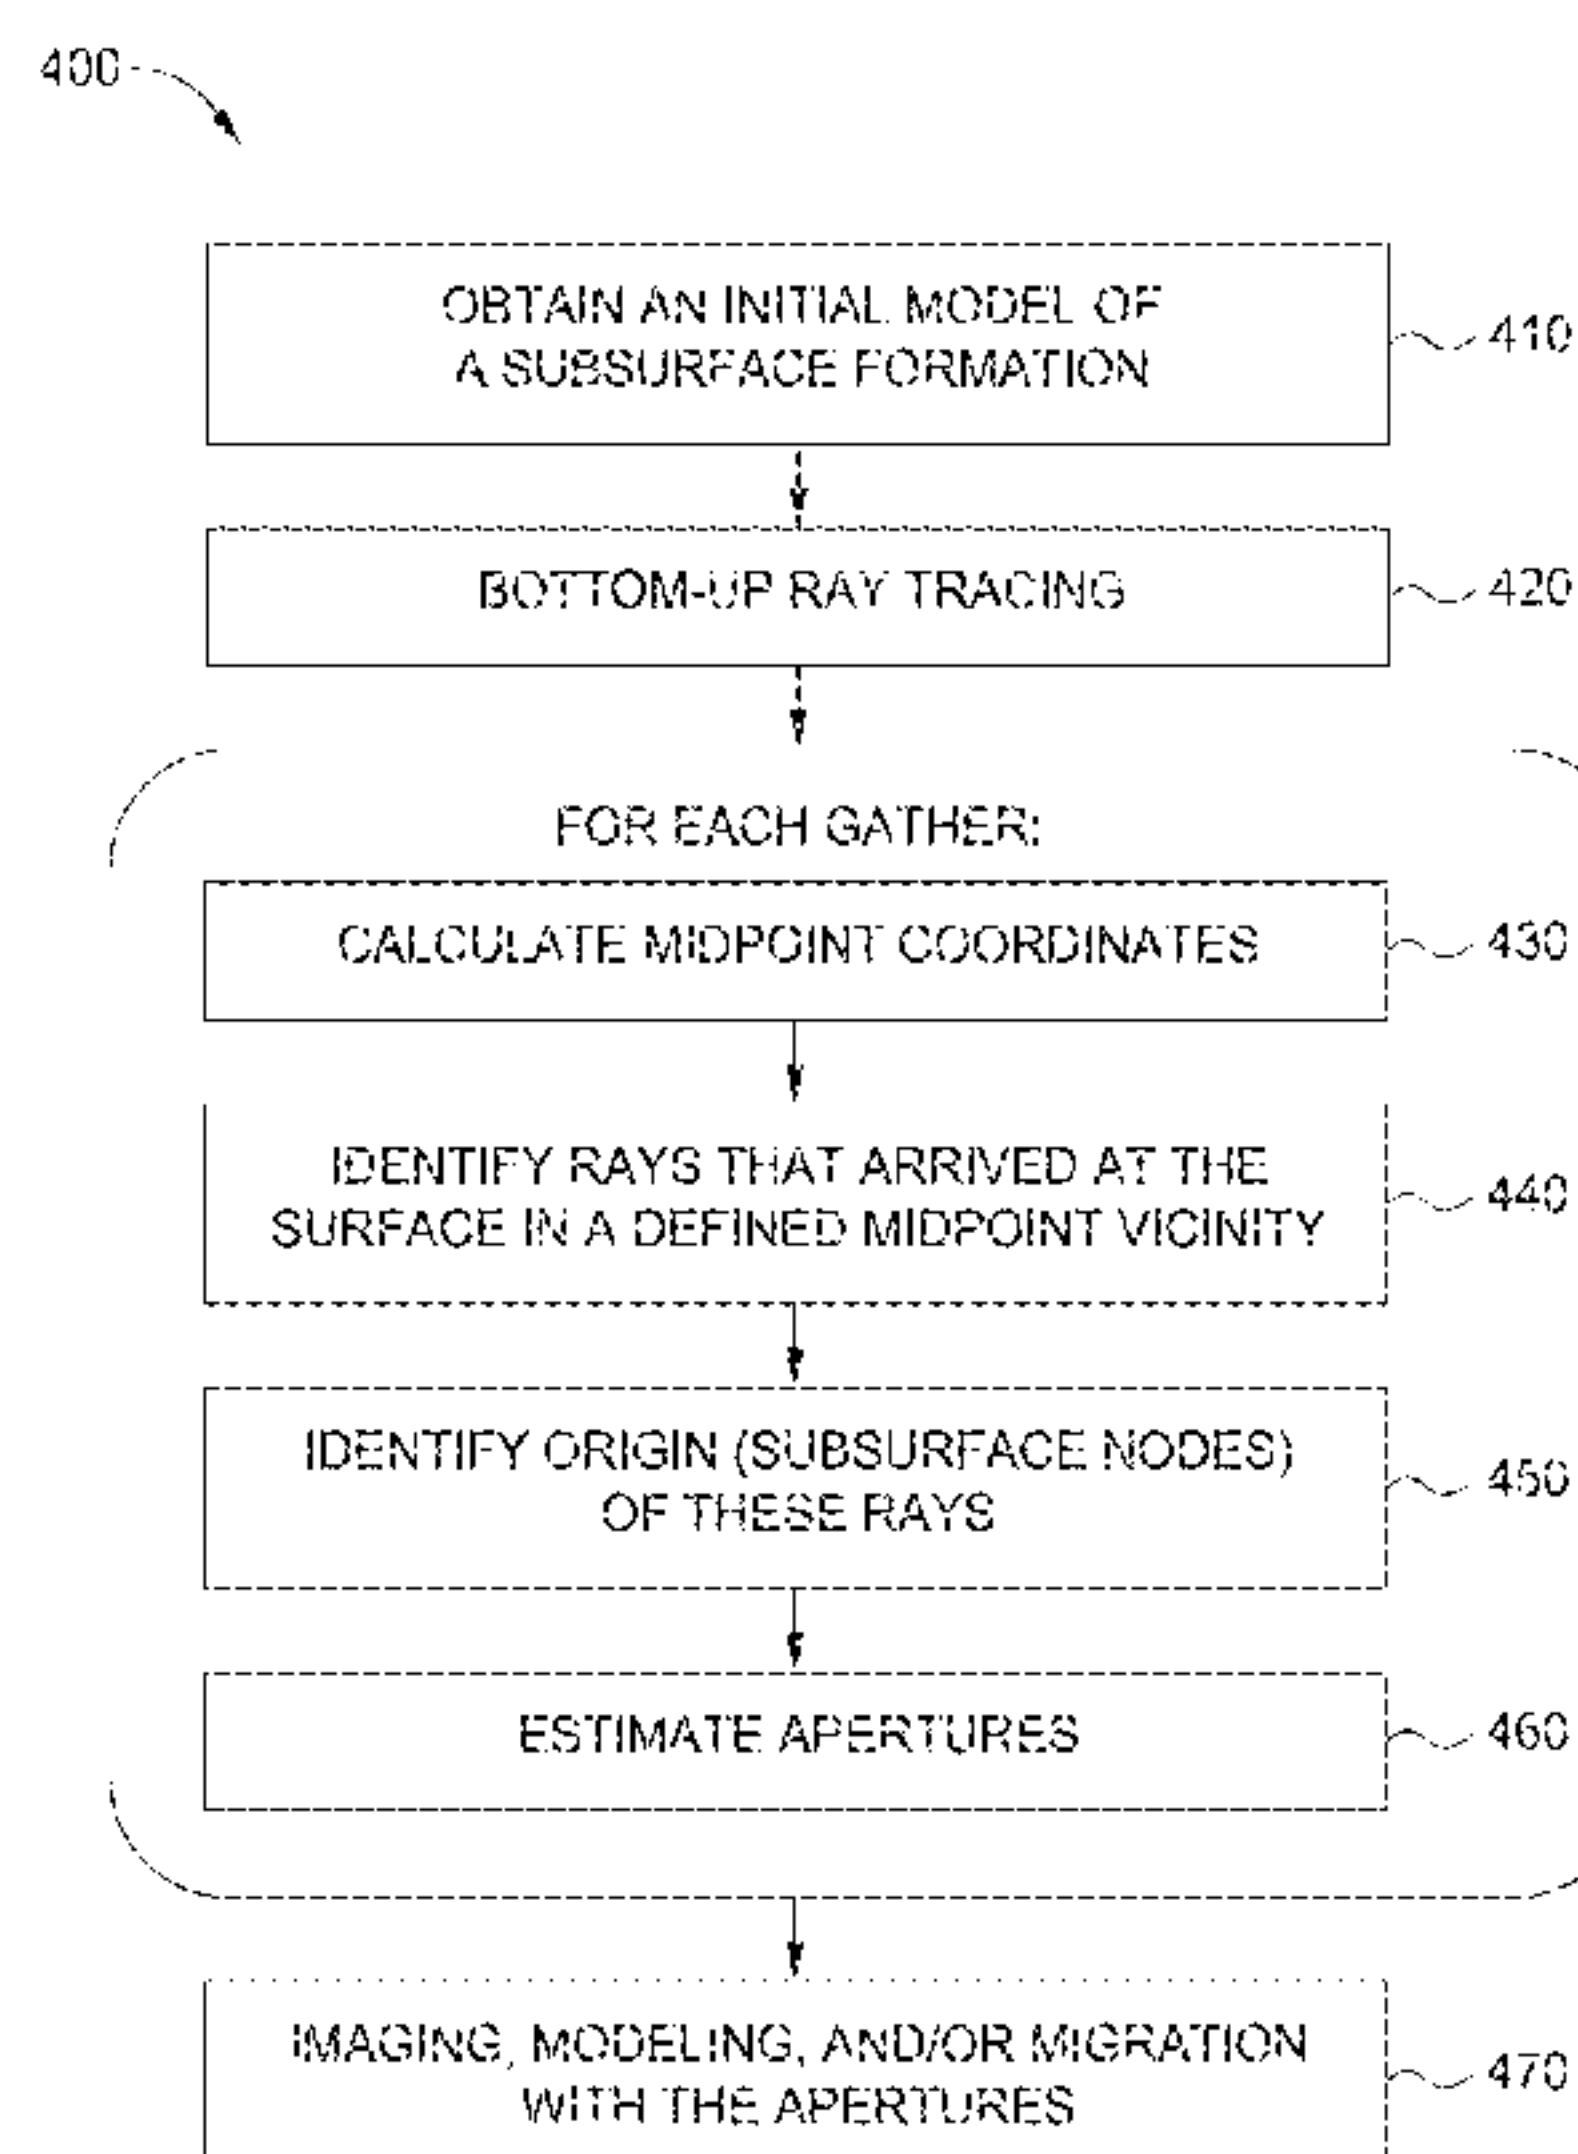 400
OBTAIN AN INITIAL MODEL OF
A SUBSURFACE FORMATION
410
BOTTOM-UP RAY TRACING
420
FOR EACH GATHER:
CALCULATE MIDPOINT COORDINATES
430
IDENTIFY RAYS THAT ARRIVED AT THE
SURFACE IN A DEFINED MIDPOINT VICINITY
440
IDENTIFY ORIGIN (SUBSURFACE NODES)
OF THESE RAYS
450
ESTIMATE APERTURES
460
IMAGING, MODELING, AND/OR MIGRATION
WITH THE APERTURES
470